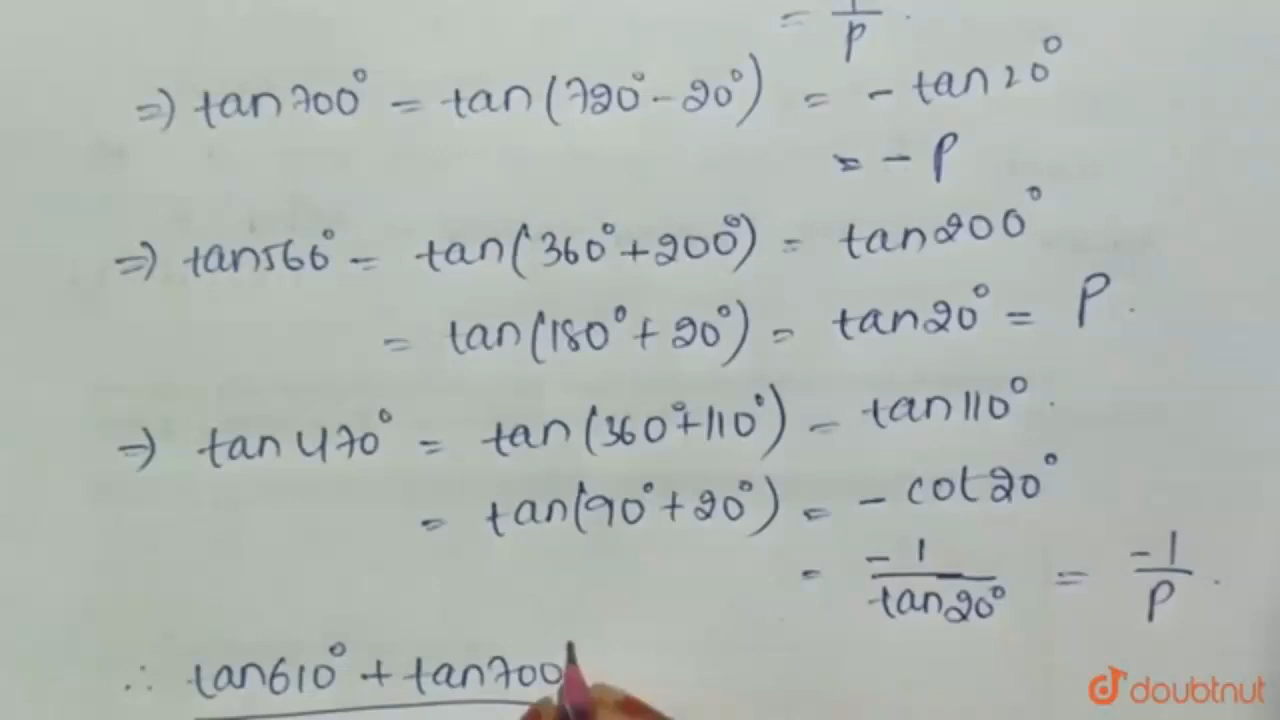 = 1/p.
⇒) tan700° = tan(720° - 20°) = - tan20°
= - p
⇒) tan560° = tan(360° + 200°) = tan200°
= tan(180° + 20°) = tan20° = P.
→) tan470° = tan(360° + 110°) = tan110°.
= tan(90° + 20°) = - cot20°
= -1/tan20° = -1/P.
∴ tan610° + tan700
doubtnut